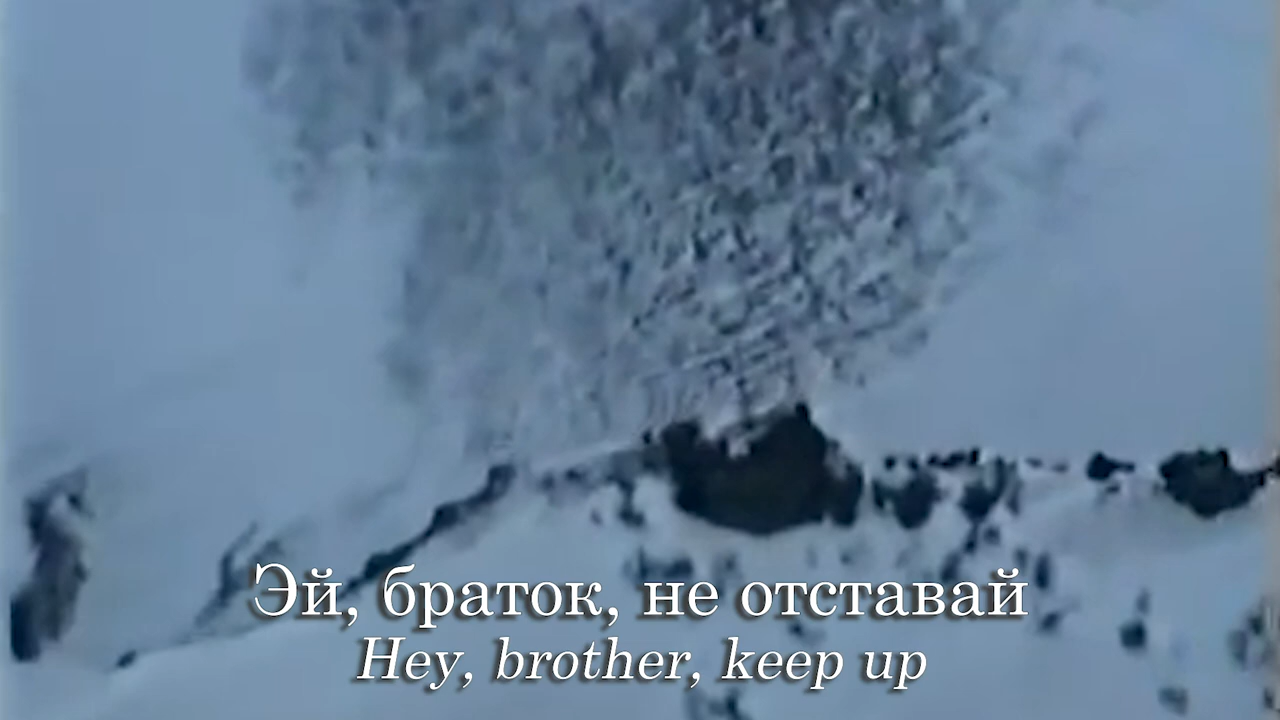 Эй, браток, не отставай
Hey, brother, keep up